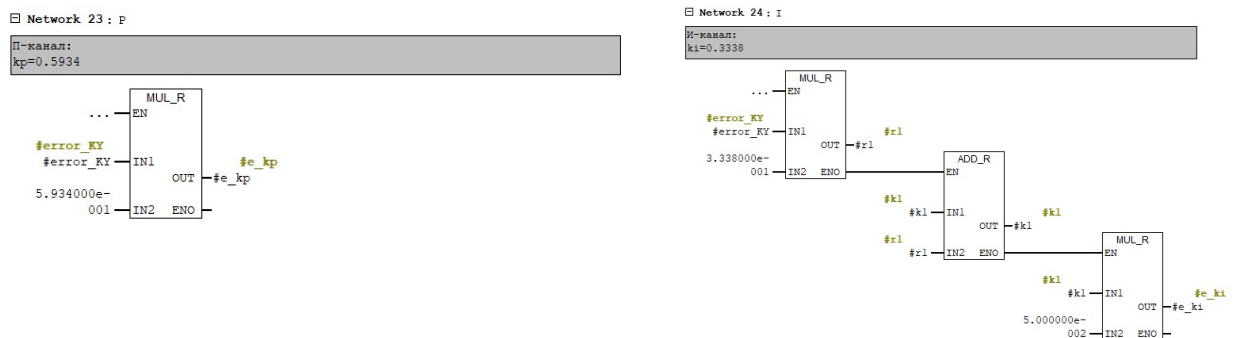 Network 23 : P
П-канал:
kp=0.5934
MUL_R
... EN
#error_KY
#error_KY IN1
#e_kp
OUT #e_kp
5.934000e-
001 IN2 ENO
Network 24 : I
И-канал:
ki=0.3338
MUL_R
... EN
#error_KY
#error_KY IN1
#r1
OUT #r1
3.338000e-
001 IN2 ENO
ADD_R
EN
#k1
#k1 IN1
#k1
OUT #k1
#r1
#r1 IN2 ENO
MUL_R
EN
#k1
#k1 IN1
#e_ki
OUT #e_ki
5.000000e-
002 IN2 ENO